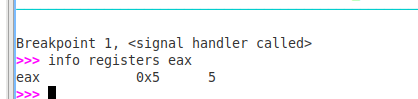 Breakpoint 1, <signal handler called>
>>> info registers eax
eax            0x5      5
>>>